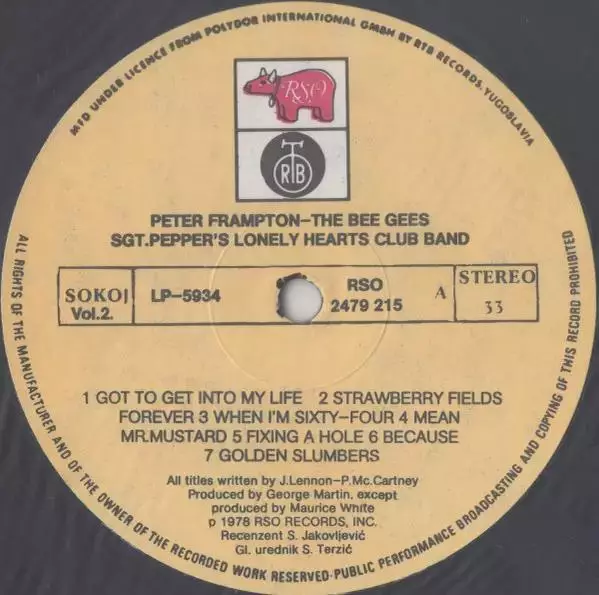 MFD UNDER LICENCE FROM POLYDOR INTERNATIONAL GMBH BY RTB RECORDS, YUGOSLAVIA
RSO
RTB
PETER FRAMPTON-THE BEE GEES
SGT.PEPPER'S LONELY HEARTS CLUB BAND
SOKOJ
Vol.2.
LP-5934
RSO
2479 215
A
STEREO
33
1 GOT TO GET INTO MY LIFE 2 STRAWBERRY FIELDS
FOREVER 3 WHEN I'M SIXTY-FOUR 4 MEAN
MR.MUSTARD 5 FIXING A HOLE 6 BECAUSE
7 GOLDEN SLUMBERS
All titles written by J.Lennon-P.Mc.Cartney
Produced by George Martin, except
produced by Maurice White
p 1978 RSO RECORDS, INC.
Recenzent S. Jakovljević
Gl. urednik S. Terzić
ALL RIGHTS OF THE MANUFACTURER AND OF THE OWNER OF THE RECORDED WORK RESERVED-PUBLIC PERFORMANCE BROADCASTING AND COPYING OF THIS RECORD PROHIBITED